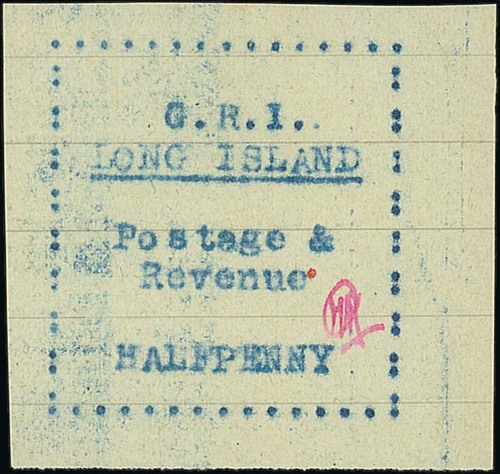 G.R.I.
LONG ISLAND
Postage &
Revenue
HALFPENNY